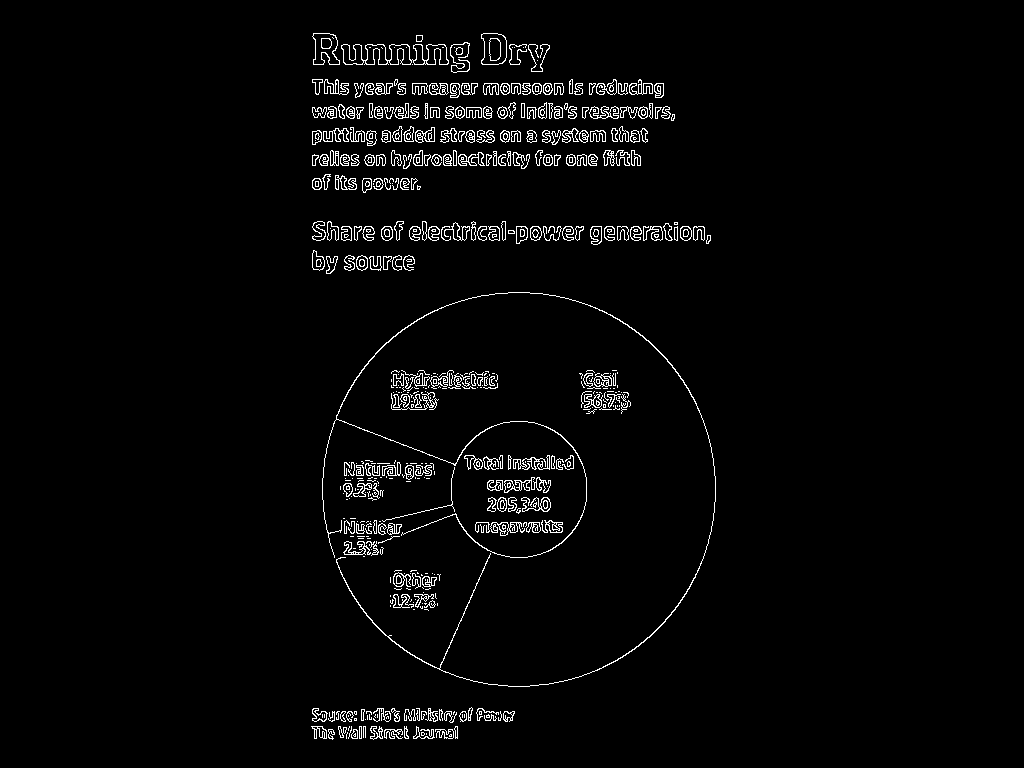 Running Dry
This year's meager monsoon is reducing
water levels in some of India's reservoirs,
putting added stress on a system that
relies on hydroelectricity for one fifth
of its power.
Share of electrical-power generation,
by source
Hydroelectric
19.1%
Coal
56.7%
Natural gas
9.2%
Total installed
capacity
205,340
megawatts
Nuclear
2.3%
Other
12.7%
Source: India's Ministry of Power
The Wall Street Journal